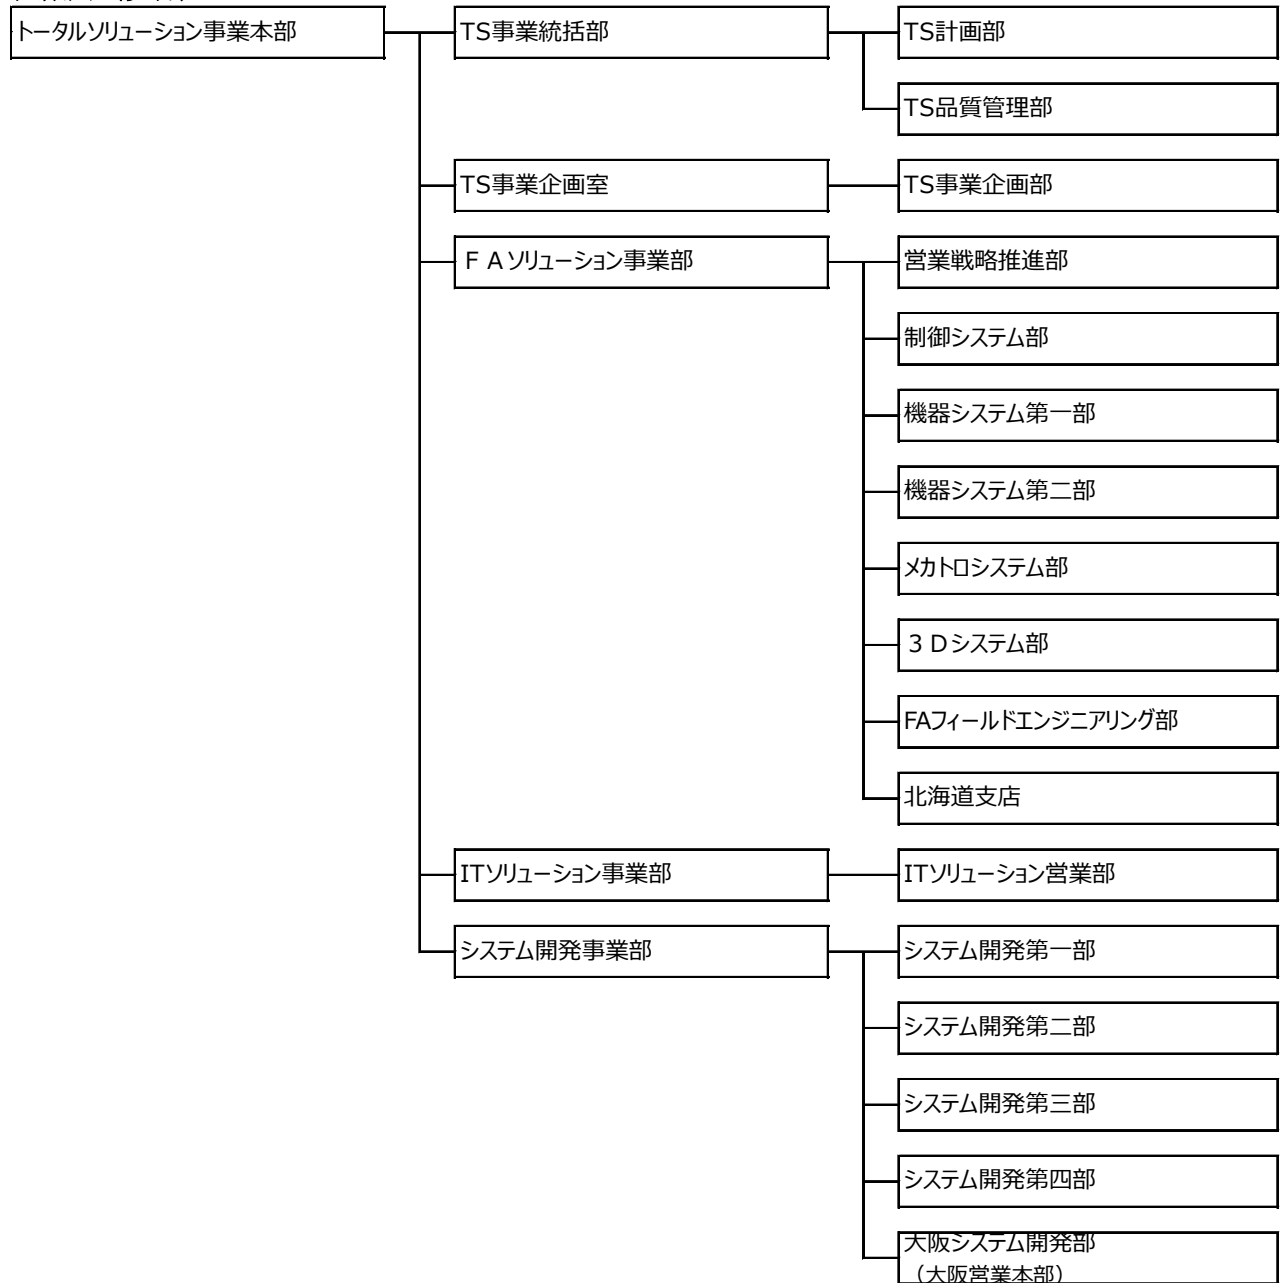 トータルソリューション事業本部
TS事業統括部
TS計画部
TS品質管理部
TS事業企画室
TS事業企画部
ＦＡソリューション事業部
営業戦略推進部
制御システム部
機器システム第一部
機器システム第二部
メカトロシステム部
３Ｄシステム部
FAフィールドエンジニアリング部
北海道支店
ITソリューション事業部
ITソリューション営業部
システム開発事業部
システム開発第一部
システム開発第二部
システム開発第三部
システム開発第四部
大阪システム開発部
（大阪営業本部）